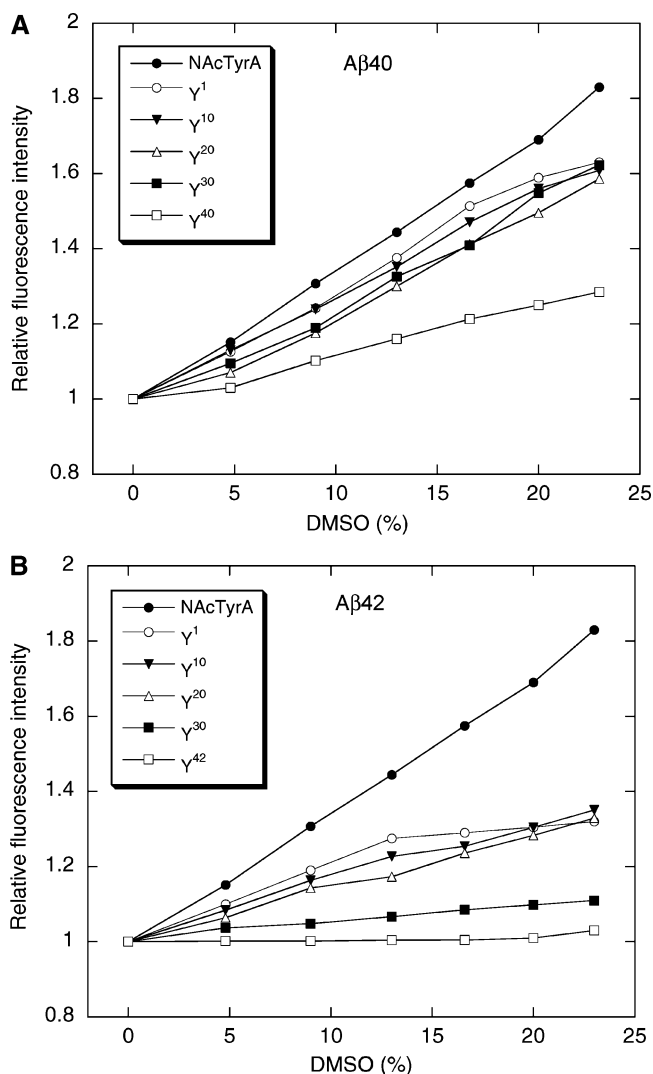 A
2
1.8
1.6
1.4
1.2
1
0.8
Relative fluorescence intensity
NAcTyrA
Y¹
Y¹⁰
Y²⁰
Y³⁰
Y⁴⁰
Aβ40
0 5 10 15 20 25
DMSO (%)
B
2
1.8
1.6
1.4
1.2
1
0.8
Relative fluorescence intensity
NAcTyrA
Y¹
Y¹⁰
Y²⁰
Y³⁰
Y⁴²
Aβ42
0 5 10 15 20 25
DMSO (%)